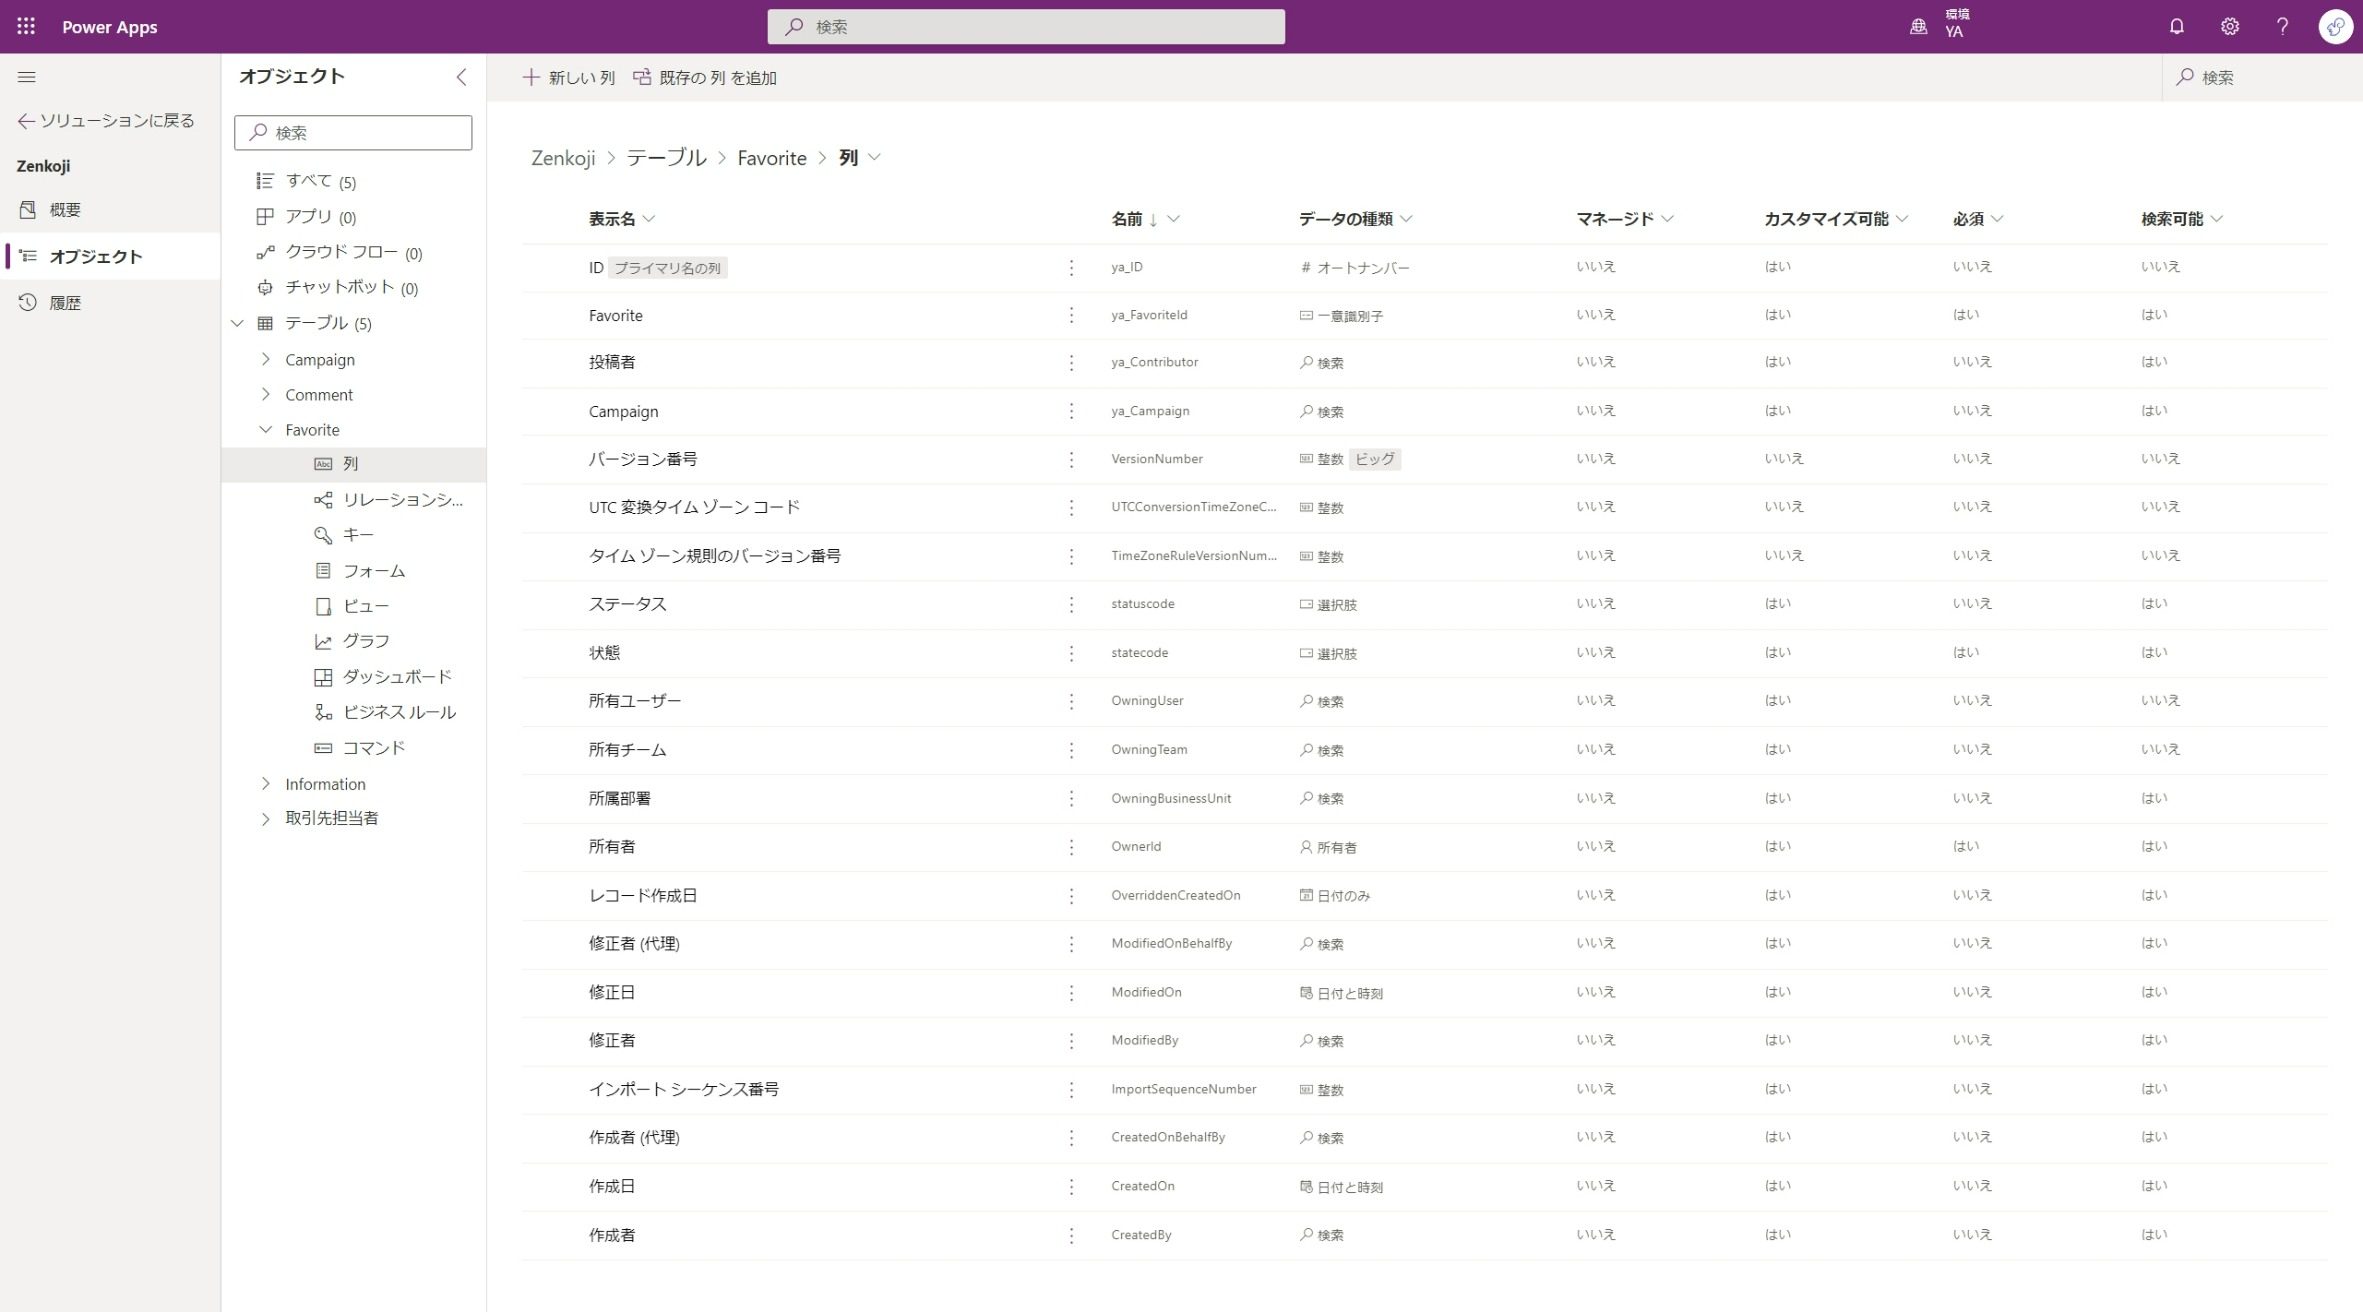 Power Apps
検索
環境
YA
ソリューションに戻る
Zenkoji
概要
オブジェクト
履歴
オブジェクト
検索
すべて (5)
アプリ (0)
クラウド フロー (0)
チャットボット (0)
テーブル (5)
Campaign
Comment
Favorite
Abc 列
リレーションシ...
キー
フォーム
ビュー
グラフ
ダッシュボード
ビジネス ルール
コマンド
Information
取引先担当者
新しい 列 既存の 列 を追加
検索
Zenkoji > テーブル > Favorite > 列
表示名 名前 ↓ データの種類 マネージド カスタマイズ可能 必須 検索可能
ID プライマリ名の列 ya_ID # オートナンバー いいえ はい いいえ いいえ
Favorite ya_FavoriteId 一意識別子 いいえ はい はい はい
投稿者 ya_Contributor 検索 いいえ はい いいえ はい
Campaign ya_Campaign 検索 いいえ はい いいえ はい
バージョン番号 VersionNumber 整数 ビッグ いいえ いいえ いいえ いいえ
UTC 変換タイム ゾーン コード UTCConversionTimeZoneC... 整数 いいえ いいえ いいえ いいえ
タイム ゾーン規則のバージョン番号 TimeZoneRuleVersionNum... 整数 いいえ いいえ いいえ いいえ
ステータス statuscode 選択肢 いいえ はい いいえ はい
状態 statecode 選択肢 いいえ はい はい はい
所有ユーザー OwningUser 検索 いいえ はい いいえ いいえ
所有チーム OwningTeam 検索 いいえ はい いいえ いいえ
所属部署 OwningBusinessUnit 検索 いいえ はい いいえ はい
所有者 OwnerId 所有者 いいえ はい はい はい
レコード作成日 OverriddenCreatedOn 日付のみ いいえ はい いいえ はい
修正者 (代理) ModifiedOnBehalfBy 検索 いいえ はい いいえ はい
修正日 ModifiedOn 日付と時刻 いいえ はい いいえ はい
修正者 ModifiedBy 検索 いいえ はい いいえ はい
インポート シーケンス番号 ImportSequenceNumber 整数 いいえ はい いいえ はい
作成者 (代理) CreatedOnBehalfBy 検索 いいえ はい いいえ はい
作成日 CreatedOn 日付と時刻 いいえ はい いいえ はい
作成者 CreatedBy 検索 いいえ はい いいえ はい